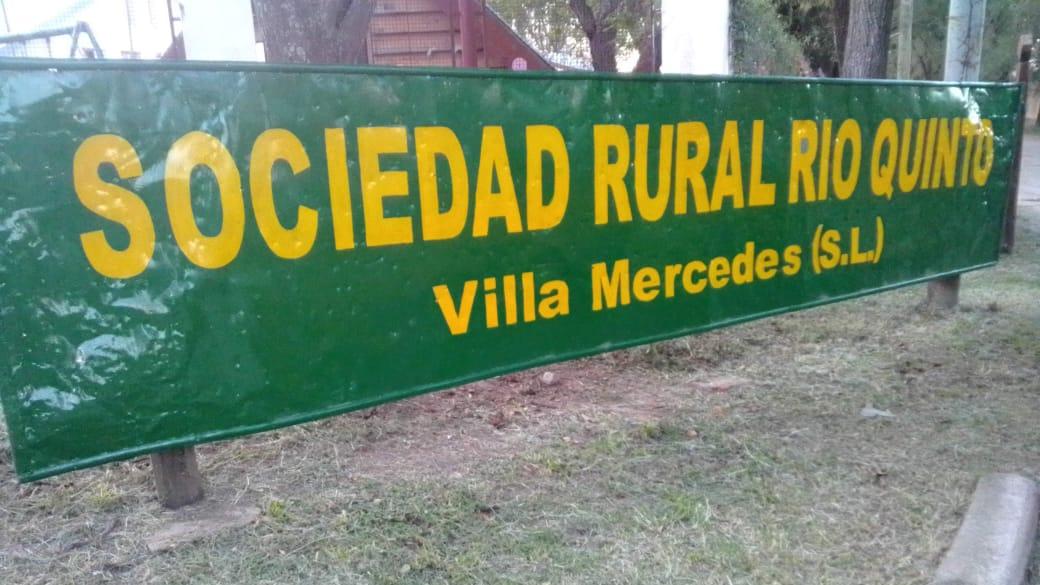 SOCIEDAD RURAL RIO QUINTO
Villa Mercedes (S.L.)